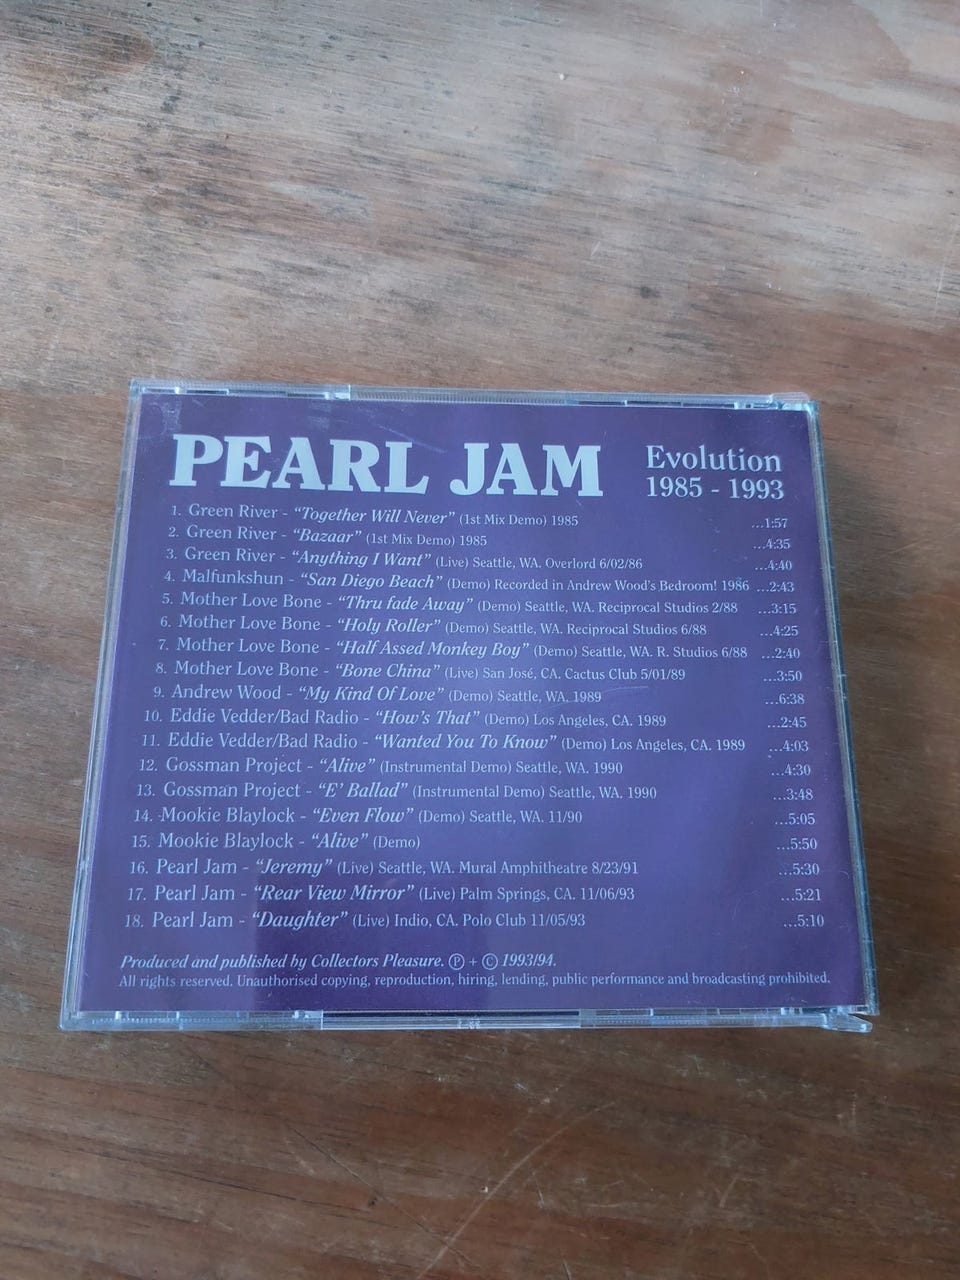 PEARL JAM
Evolution
1985 - 1993
1. Green River - “Together Will Never” (1st Mix Demo) 1985 ...1:57
2. Green River - “Bazaar” (1st Mix Demo) 1985 ...4:35
3. Green River - “Anything I Want” (Live) Seattle, WA. Overlord 6/02/86 ...4:40
4. Malfunkshun - “San Diego Beach” (Demo) Recorded in Andrew Wood's Bedroom! 1986 ...2:43
5. Mother Love Bone - “Thru fade Away” (Demo) Seattle, WA. Reciprocal Studios 2/88 ...3:15
6. Mother Love Bone - “Holy Roller” (Demo) Seattle, WA. Reciprocal Studios 6/88 ...4:25
7. Mother Love Bone - “Half Assed Monkey Boy” (Demo) Seattle, WA. R. Studios 6/88 ...2:40
8. Mother Love Bone - “Bone China” (Live) San José, CA. Cactus Club 5/01/89 ...3:50
9. Andrew Wood - “My Kind Of Love” (Demo) Seattle, WA. 1989 ...6:38
10. Eddie Vedder/Bad Radio - “How's That” (Demo) Los Angeles, CA. 1989 ...2:45
11. Eddie Vedder/Bad Radio - “Wanted You To Know” (Demo) Los Angeles, CA. 1989 ...4:03
12. Gossman Project - “Alive” (Instrumental Demo) Seattle, WA. 1990 ...4:30
13. Gossman Project - “E' Ballad” (Instrumental Demo) Seattle, WA. 1990 ...3:48
14. Mookie Blaylock - “Even Flow” (Demo) Seattle, WA. 11/90 ...5:05
15. Mookie Blaylock - “Alive” (Demo) ...5:50
16. Pearl Jam - “Jeremy” (Live) Seattle, WA. Mural Amphitheatre 8/23/91 ...5:30
17. Pearl Jam - “Rear View Mirror” (Live) Palm Springs, CA. 11/06/93 ...5:21
18. Pearl Jam - “Daughter” (Live) Indio, CA. Polo Club 11/05/93 ...5:10
Produced and published by Collectors Pleasure. ℗ + © 1993/94.
All rights reserved. Unauthorised copying, reproduction, hiring, lending, public performance and broadcasting prohibited.